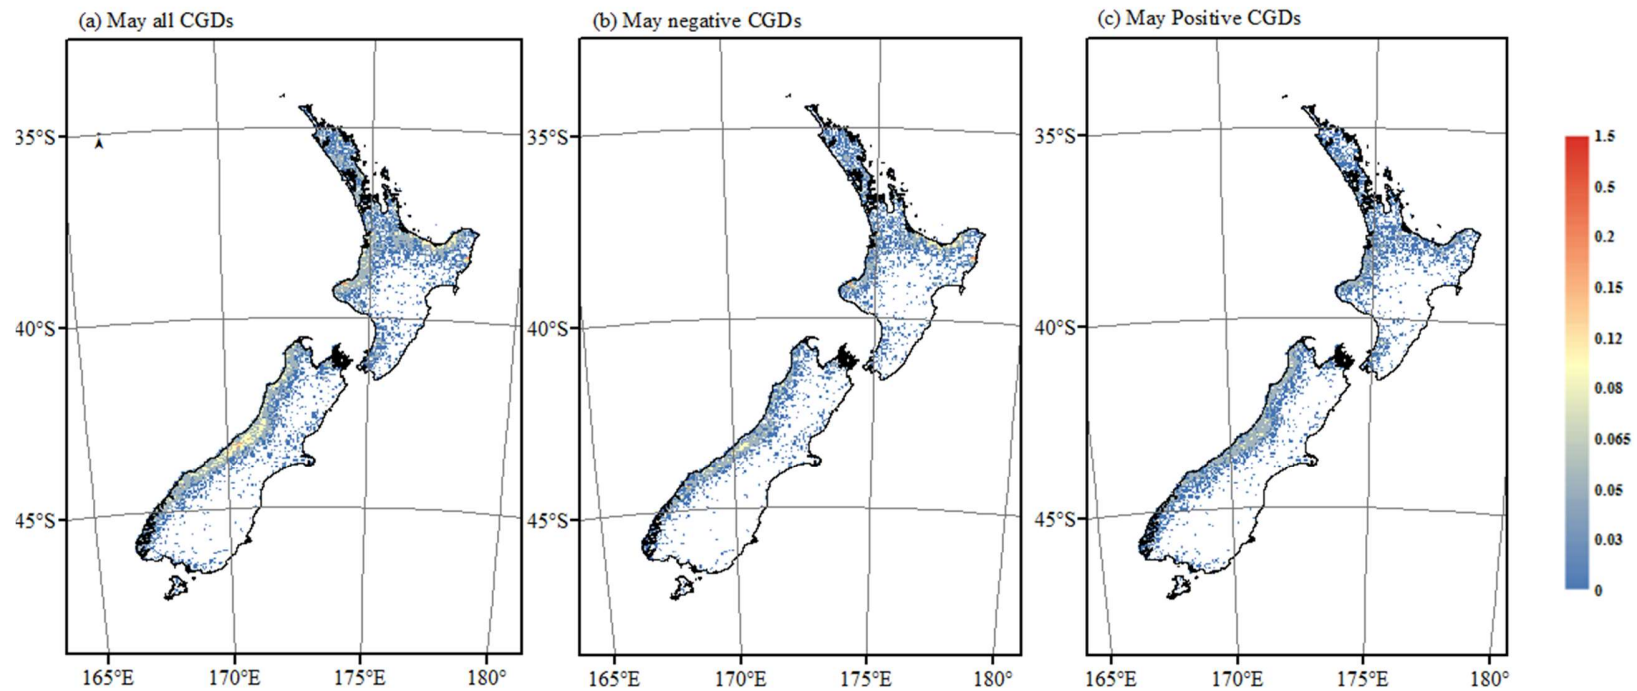 (a) May all CGDs
(b) May negative CGDs
(c) May Positive CGDs
35°S
40°S
45°S
165°E
170°E
175°E
180°
35°S
40°S
45°S
165°E
170°E
175°E
180°
35°S
40°S
45°S
165°E
170°E
175°E
180°
1.5
0.5
0.2
0.15
0.12
0.08
0.065
0.05
0.03
0